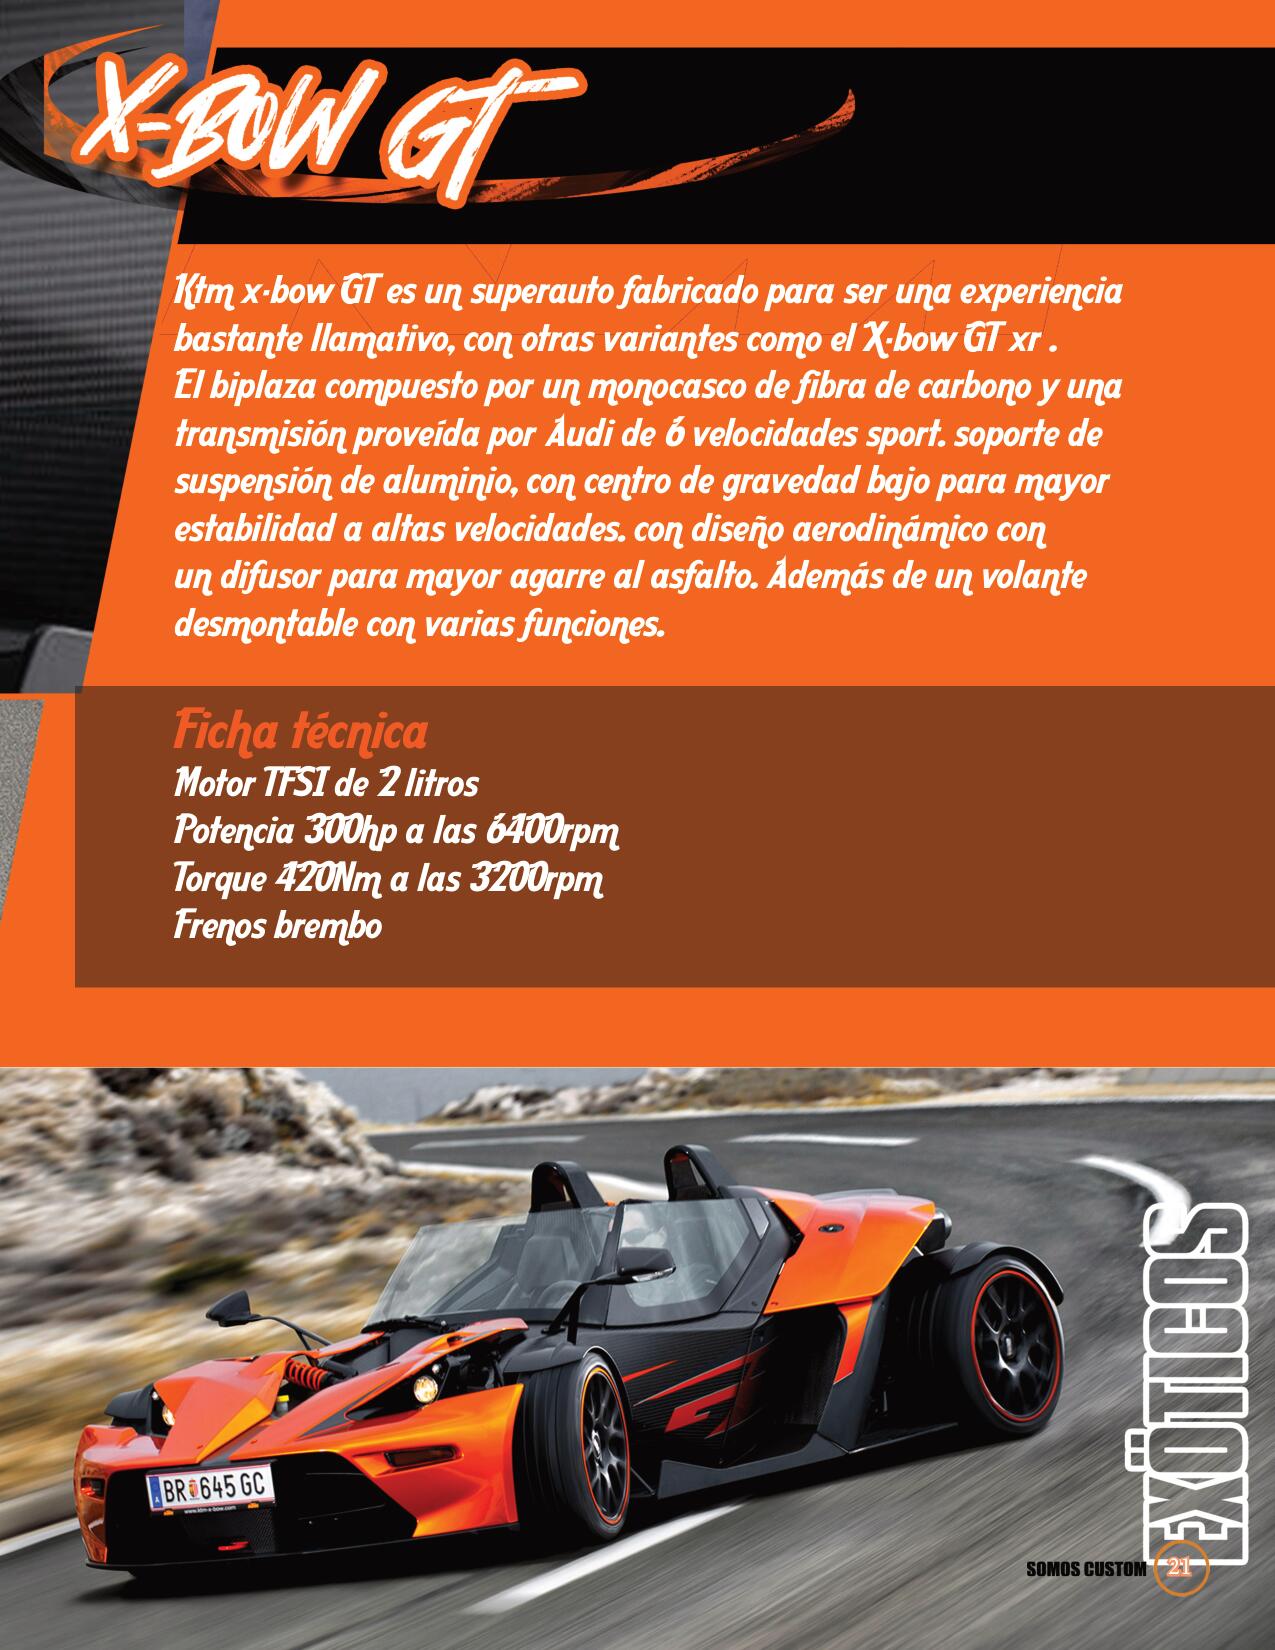 X-BOW GT
Ktm x-bow GT es un superauto fabricado para ser una experiencia
bastante llamativo, con otras variantes como el X-bow GT xr .
El biplaza compuesto por un monocasco de fibra de carbono y una
transmisión proveída por Audi de 6 velocidades sport. soporte de
suspensión de aluminio, con centro de gravedad bajo para mayor
estabilidad a altas velocidades. con diseño aerodinámico con
un difusor para mayor agarre al asfalto. Además de un volante
desmontable con varias funciones.
Ficha técnica
Motor TFSI de 2 litros
Potencia 300hp a las 6400rpm
Torque 420Nm a las 3200rpm
Frenos brembo
BR 645 GC
www.ktm-x-bow.com
EXÖTICOS
SOMOS CUSTOM 21